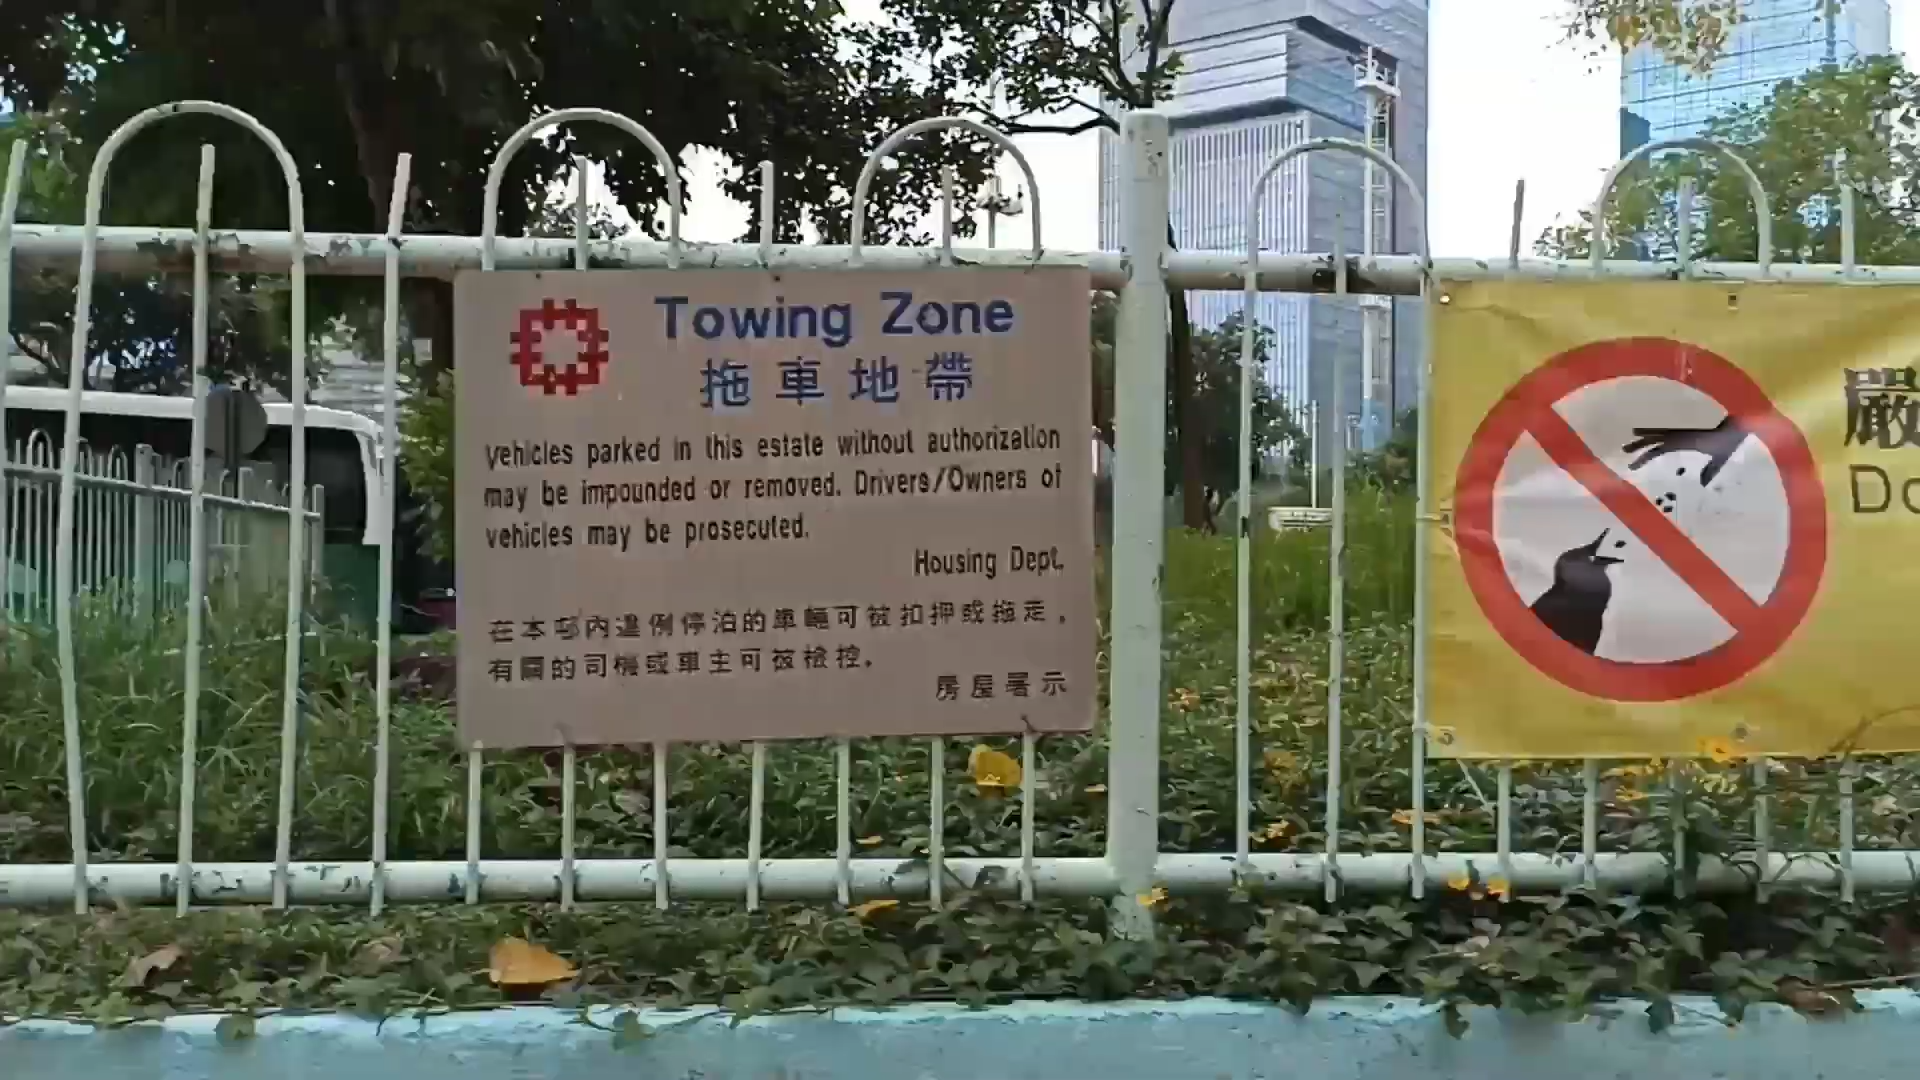 Towing Zone
拖車地帶
Vehicles parked in this estate without authorization
may be impounded or removed. Drivers/Owners of
vehicles may be prosecuted.
Housing Dept.
在本邨內違例停泊的車輛可被扣押或拖走，
有關的司機或車主可被檢控。
房屋署示
嚴
Do